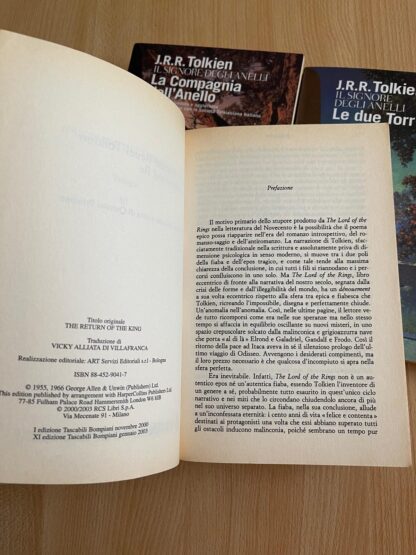 J.R.R. Tolkien
IL SIGNORE DEGLI ANELLI
La Compagnia
dell'Anello
J.R.R. Tolkien
IL SIGNORE
DEGLI ANELLI
Le due Torri
Titolo originale
THE RETURN OF THE KING
Traduzione di
VICKY ALLIATA DI VILLAFRANCA
Realizzazione editoriale: ART Servizi Editoriali s.r.l - Bologna
ISBN 88-452-9041-7
© 1955, 1966 George Allen & Unwin (Publishers) Ltd.
This edition published by arrangement with HarperCollins Publishers Ltd
77-85 Fulham Palace Road Hammersmith London W6 8JB
© 2000/2003 RCS Libri S.p.A.
Via Mecenate 91 - Milano
I edizione Tascabili Bompiani novembre 2000
XI edizione Tascabili Bompiani gennaio 2003
Prefazione
Il motivo primario dello stupore prodotto da The Lord of the
Rings nella letteratura del Novecento è la possibilità che il poema
epico possa riapparire nell'era del romanzo introspettivo, del
romanzo-saggio e dell'antiromanzo. La narrazione di Tolkien, sfac-
ciatamente tradizionale nella scrittura e assolutamente priva di di-
mensione psicologica in senso moderno, si muove tra i due poli
della fiaba e dell'epos tragico, e come tale tende alla massima
chiarezza della conclusione, in cui tutti i fili si riannodano e i per-
corsi confluiscono in uno solo. Ma The Lord of the Rings, libro
eccentrico di fronte alla narrativa del nostro secolo, segnata dalla
crisi delle forme e dall'illeggibilità del mondo, ha un dénouement
a sua volta eccentrico rispetto alla sfera tra epica e fiabesca che
Tolkien, ricreando l'impossibile, disegna e perfettamente chiude.
Un'anomalia nell'anomalia. Così, nelle ultime pagine, il lettore ve-
de tutto ricomporsi come era nelle sue speranze ma nello stesso
tempo si affaccia in equilibrio oscillante su nuovi misteri, in uno
spazio crepuscolare solcato dalla malinconica e grigioazzurra nave
che porta al di là e Elrond e Galadriel, Gandalf e Frodo. Così il
ritorno della pace ad Itaca aveva in sé il silenzioso prologo dell'ul-
timo viaggio di Odisseo. Avvengono i desiderati compimenti, ma
il loro prezzo necessario è che qualcosa d'incompiuto si apra nella
sfera perfetta.
Era inevitabile. Infatti, The Lord of the Rings non è un au-
tentico epos né un'autentica fiaba, essendo Tolkien l'inventore di
un genere a sé, probabilmente tutto esaurito in quest'unico ciclo
narrativo e nei miti che lo circondano chiudendolo ancora di più
nel suo universo separato. La fiaba, nella sua conclusione, allude a
un'inconfessata eternità: i cento anni di vita « felice e contenta »
destinati ai protagonisti una volta che essi abbiano superato tutti
gli ostacoli inducono malinconia, poiché sembrano un tempo pur